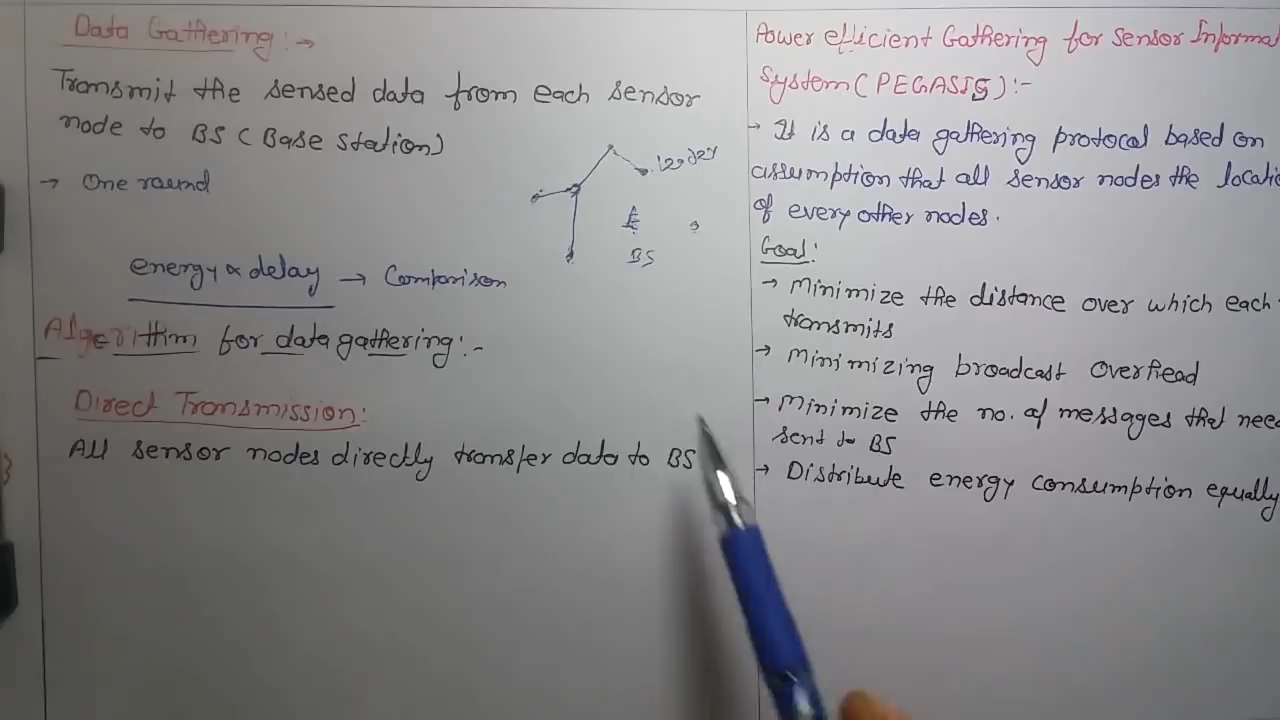 Data Gathering :→
Transmit the sensed data from each sensor
node to BS ( Base station)
→ One round
BS
energy & delay → Comparison
Algorithm for data gathering :-
Direct Transmission:
All sensor nodes directly transfer data to BS
Power efficient Gathering for Sensor Informat
System ( PEGASIS ) :-
→ It is a data gathering protocal based on
assumption that all sensor nodes the locatio
of every other nodes.
Goal:
→ Minimize the distance over which each
transmits
→ Minimizing broadcast overhead
→ Minimize the no. of messages that need
sent to BS
→ Distribute energy consumption equally